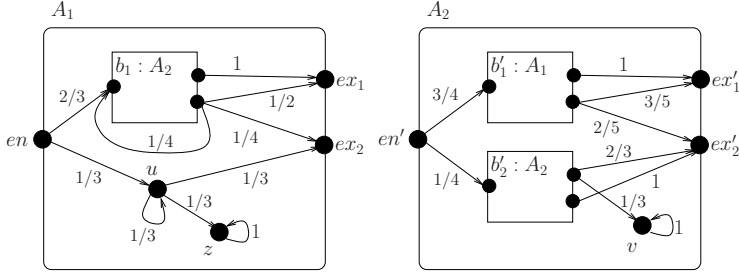 A₁ A₂
b₁ : A₂ 1 ex₁ b′₁ : A₁ 1 ex′₁
2/3 1/2 3/4 3/5
1/4 1/4 2/5
en ex₂ en′ 2/3 ex′₂
u b′₂ : A₂
1/3 1/3 1/4 1
1/3 1/3
1/3 1 1
z v